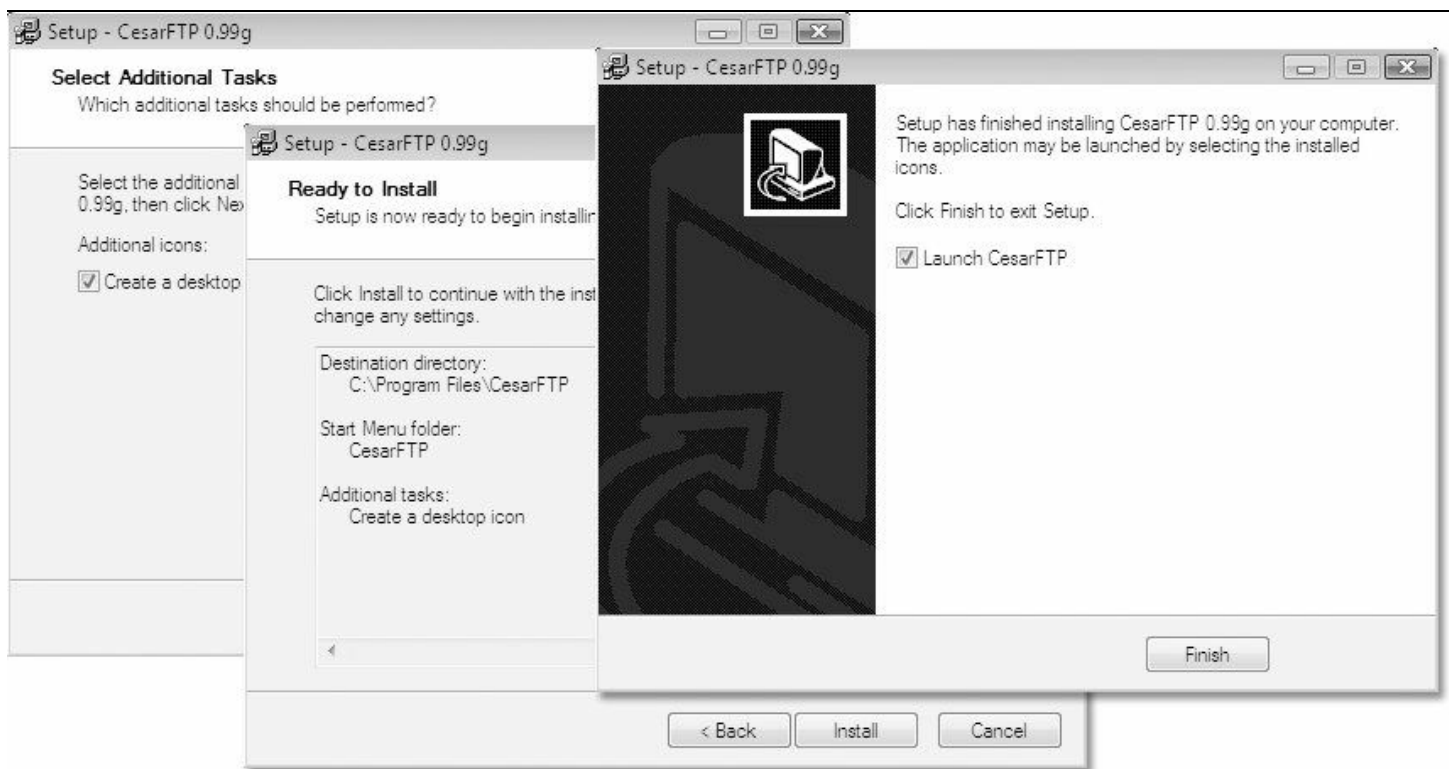 Setup - CesarFTP 0.99g
Select Additional Tasks
Which additional tasks should be performed?
Select the additional
0.99g, then click
Additional icons:
Create a desktop
Setup - CesarFTP 0.99g
Ready to Install
Setup is now ready to begin
Click Install to continue with the
change any settings.
Destination directory:
C:\Program Files\CesarFTP
Start Menu folder:
CesarFTP
Additional tasks:
Create a desktop icon
< Back
Install
Cancel
Setup - CesarFTP 0.99g
Setup has finished installing CesarFTP 0.99g on your computer.
The application may be launched by selecting the installed
icons.
Click Finish to exit Setup.
Launch CesarFTP
Finish